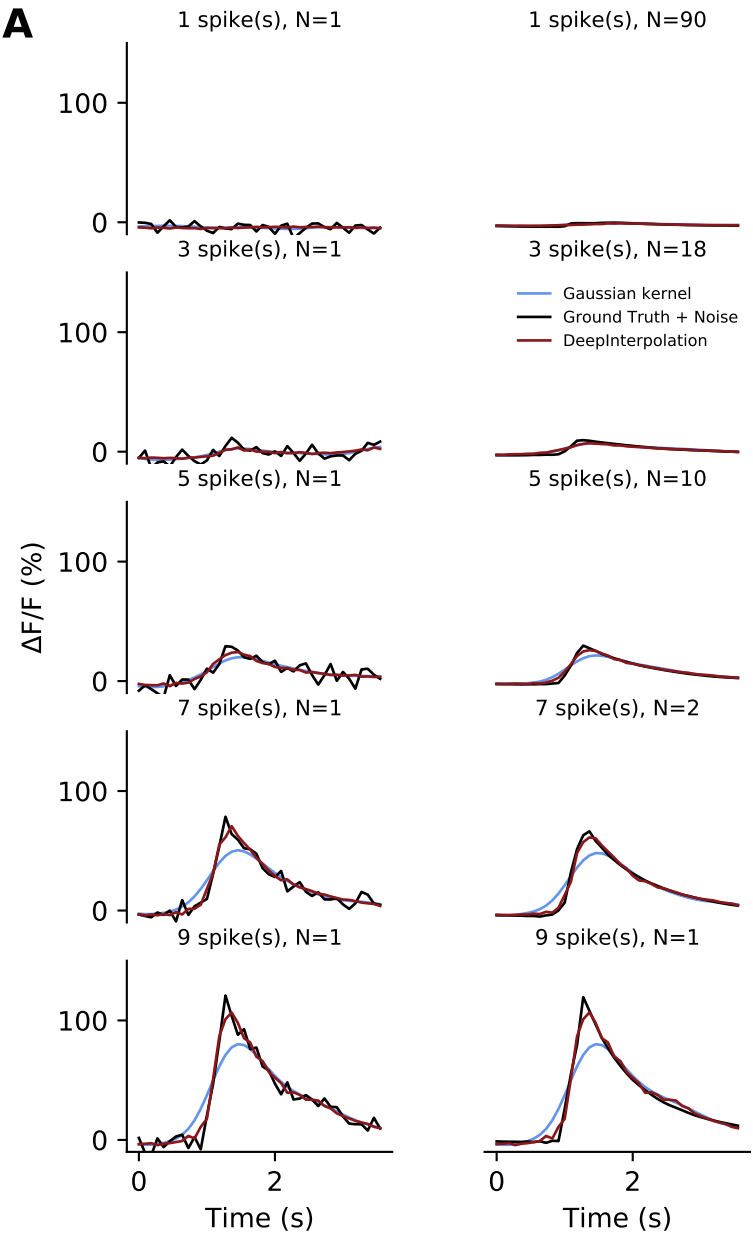 A
1 spike(s), N=1
1 spike(s), N=90
100
0
3 spike(s), N=1
3 spike(s), N=18
Gaussian kernel
Ground Truth + Noise
DeepInterpolation
100
0
5 spike(s), N=1
5 spike(s), N=10
100
0
ΔF/F (%)
7 spike(s), N=1
7 spike(s), N=2
100
0
9 spike(s), N=1
9 spike(s), N=1
100
0
0 2
0 2
Time (s)
Time (s)